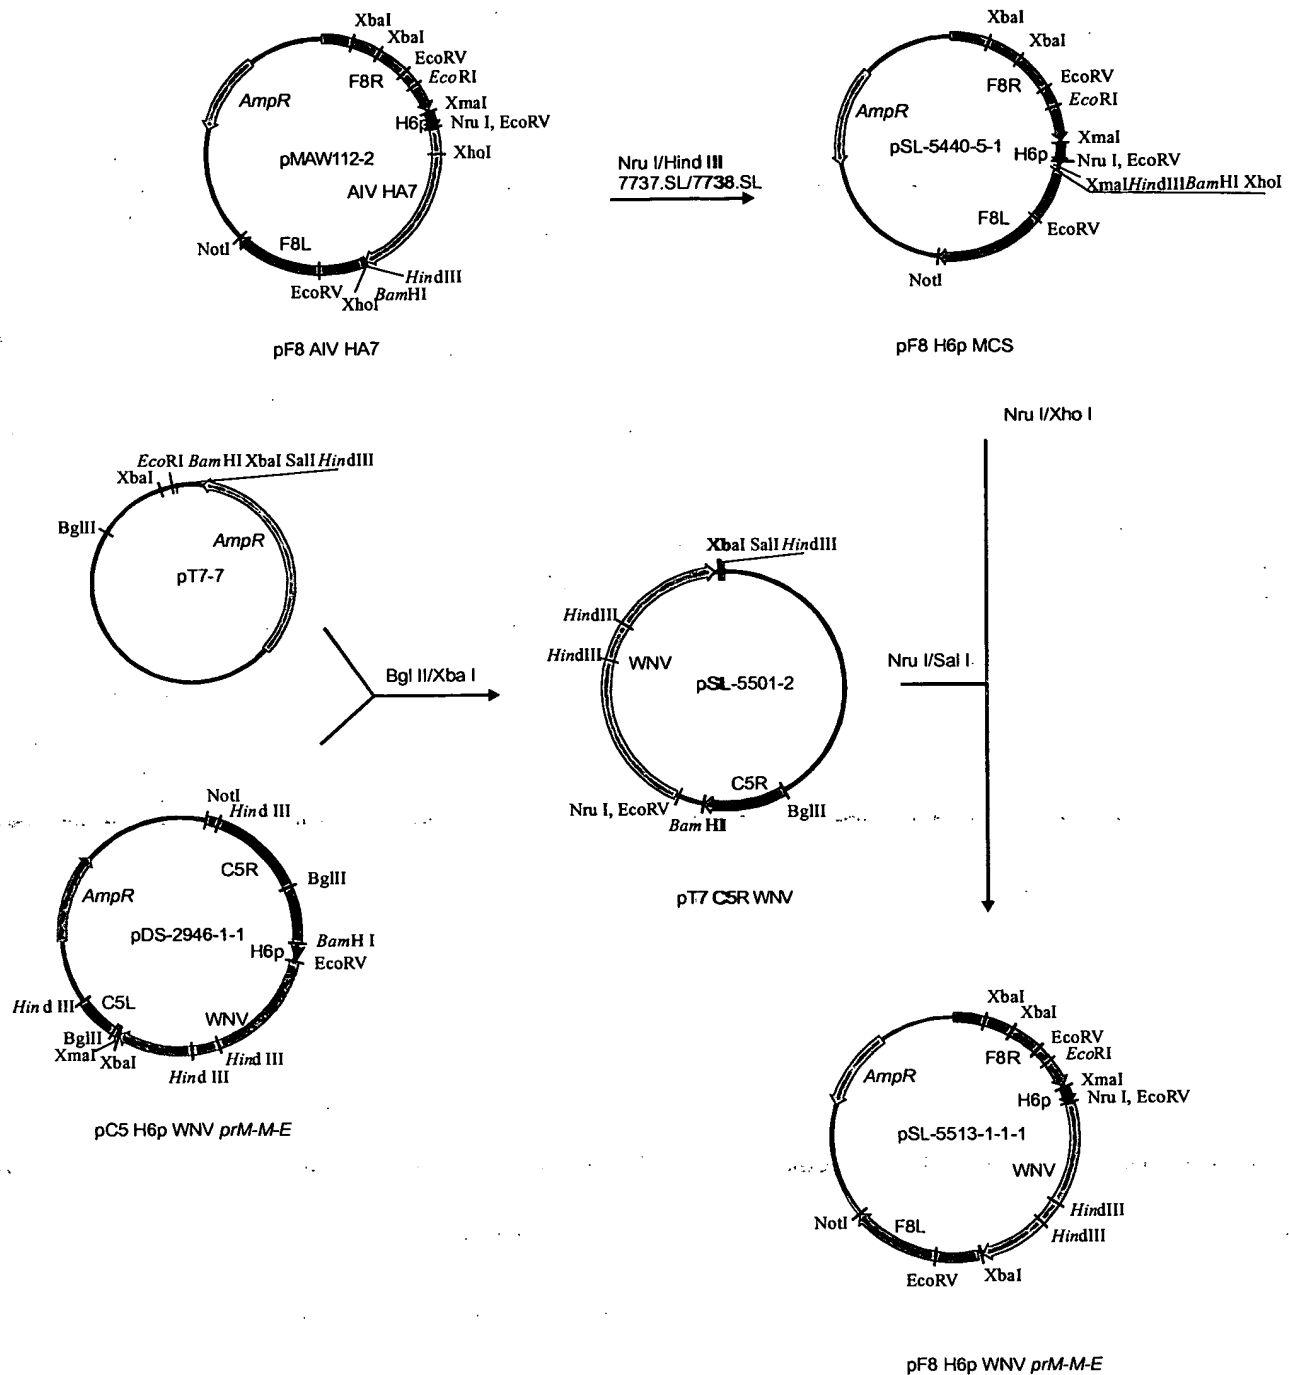 XbaI
XbaI
EcoRV
EcoRI
F8R
AmpR
XmaI
H6p
Nru I, EcoRV
pMAW112-2
XhoI
AIV HA7
NotI
F8L
HindIII
EcoRV
BamHI
XhoI
pF8 AIV HA7
Nru I/Hind III
7737.SL/7738.SL
XbaI
XbaI
F8R
EcoRV
EcoRI
AmpR
XmaI
pSL-5440-5-1
H6p
Nru I, EcoRV
XmaIHindIIIBamHI XhoI
F8L
EcoRV
NotI
pF8 H6p MCS
Nru I/Xho I
EcoRI BamHI XbaI SalI HindIII
XbaI
BglII
AmpR
pT7-7
Bgl II/Xba I
XbaI SalI HindIII
HindIII
HindIII
WNV
pSL-5501-2
C5R
Nru I, EcoRV
BglII
Bam HI
pT7 C5R WNV
Nru I/Sal I
NotI
Hind III
C5R
BglII
AmpR
pDS-2946-1-1
BamH I
H6p
EcoRV
Hind III
C5L
WNV
BglII
XmaI
XbaI
Hind III
Hind III
pC5 H6p WNV prM-M-E
XbaI
XbaI
EcoRV
F8R
EcoRI
AmpR
XmaI
H6p
Nru I, EcoRV
pSL-5513-1-1-1
WNV
HindIII
NotI
F8L
HindIII
EcoRV
XbaI
pF8 H6p WNV prM-M-E